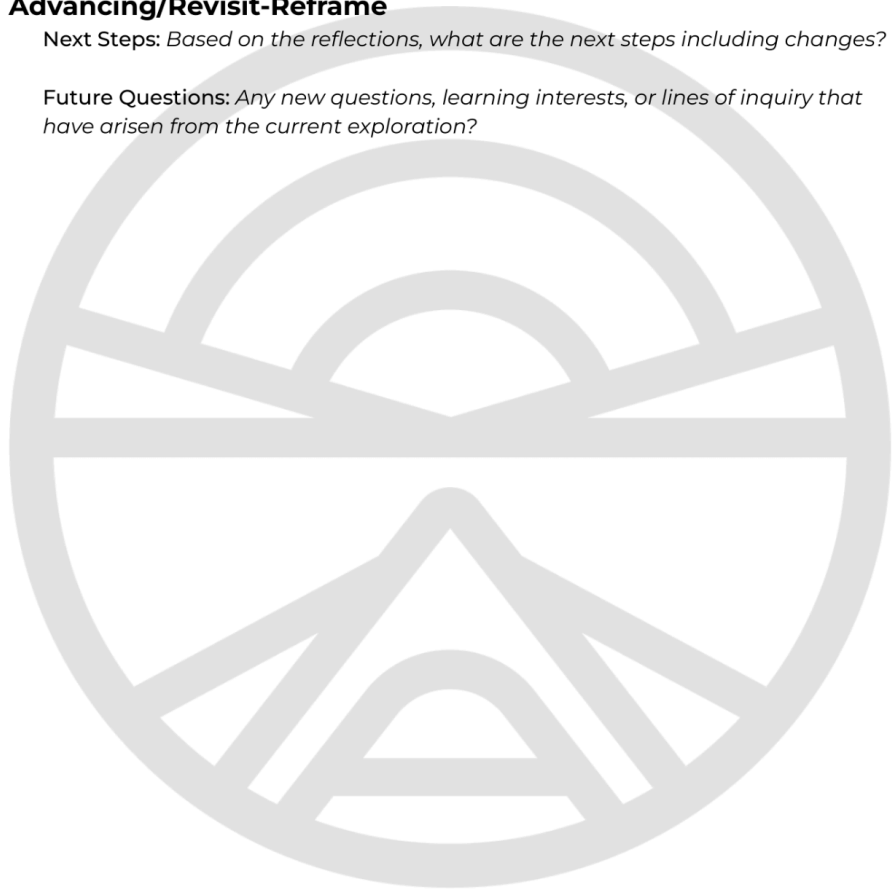 Advancing/Revisit-Reframe
Next Steps: Based on the reflections, what are the next steps including changes?
Future Questions: Any new questions, learning interests, or lines of inquiry that
have arisen from the current exploration?